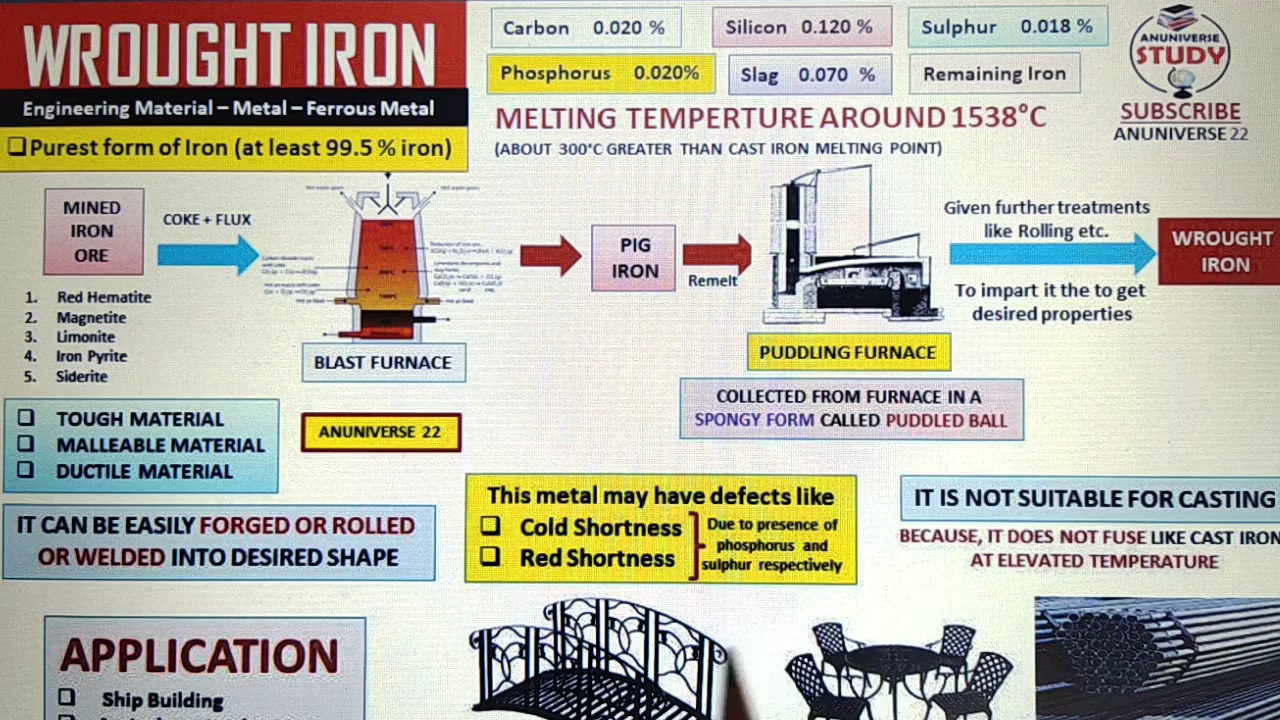 WROUGHT IRON
Engineering Material – Metal – Ferrous Metal
❑Purest form of Iron (at least 99.5 % iron)
Carbon 0.020 %
Silicon 0.120 %
Sulphur 0.018 %
Phosphorus 0.020%
Slag 0.070 %
Remaining Iron
MELTING TEMPERTURE AROUND 1538°C
(ABOUT 300°C GREATER THAN CAST IRON MELTING POINT)
ANUNIVERSE
STUDY
SUBSCRIBE
ANUNIVERSE 22
MINED
IRON
ORE
COKE + FLUX
BLAST FURNACE
PIG
IRON
Remelt
PUDDLING FURNACE
Given further treatments
like Rolling etc.
To impart it the to get
desired properties
WROUGHT
IRON
1. Red Hematite
2. Magnetite
3. Limonite
4. Iron Pyrite
5. Siderite
COLLECTED FROM FURNACE IN A
SPONGY FORM CALLED PUDDLED BALL
❑ TOUGH MATERIAL
❑ MALLEABLE MATERIAL
❑ DUCTILE MATERIAL
ANUNIVERSE 22
IT CAN BE EASILY FORGED OR ROLLED
OR WELDED INTO DESIRED SHAPE
This metal may have defects like
❑ Cold Shortness
❑ Red Shortness
Due to presence of
phosphorus and
sulphur respectively
IT IS NOT SUITABLE FOR CASTING
BECAUSE, IT DOES NOT FUSE LIKE CAST IRON
AT ELEVATED TEMPERATURE
APPLICATION
❑ Ship Building